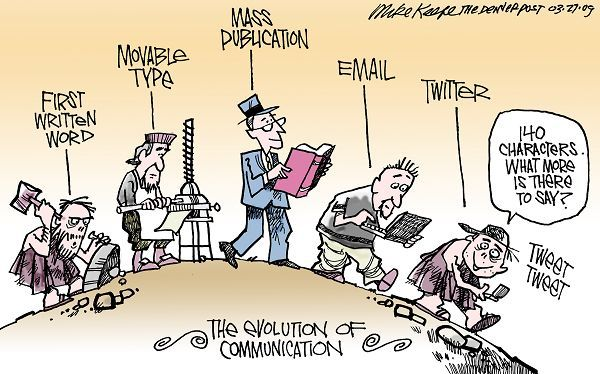 Mike Keefe THE DENVER POST 03.27.09
FIRST
WRITTEN
WORD
MOVABLE
TYPE
MASS
PUBLICATION
EMAIL
TWITTER
140
CHARACTERS.
WHAT MORE
IS THERE
TO SAY?
TWEET
TWEET
THE EVOLUTION OF
COMMUNICATION